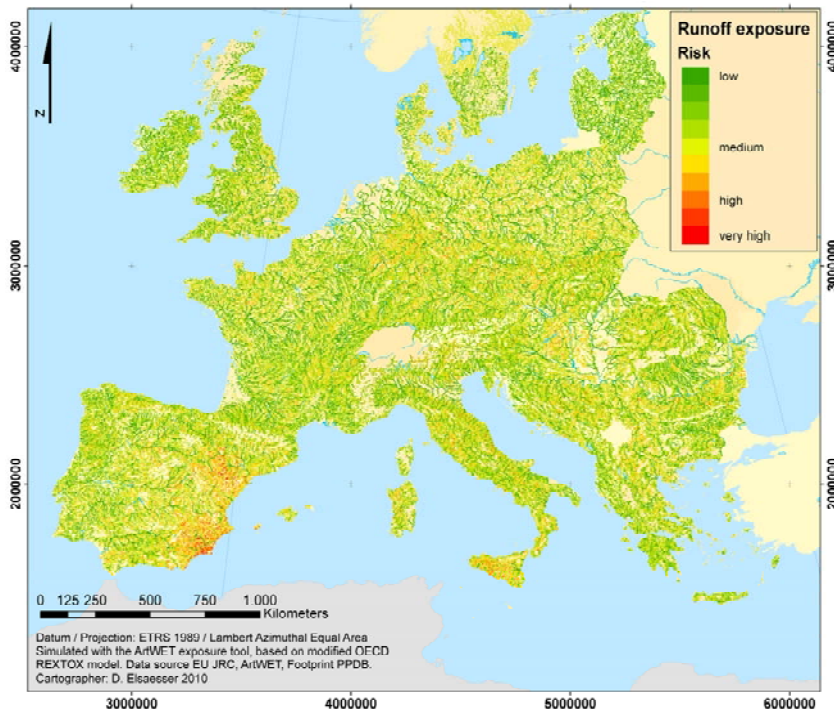 4000000
3000000
2000000
N
Runoff exposure
Risk
low
medium
high
very high
4000000
3000000
2000000
0 125 250 500 750 1 000
Kilometers
Datum / Projection: ETRS 1989 / Lambert Azimuthal Equal Area
Simulated with the ArtWET exposure tool, based on modified OECD
REXTOX model. Data source EU JRC, ArtWET, Footprint PPDB.
Cartographer: D. Elsaesser 2010
3000000 4000000 5000000 6000000